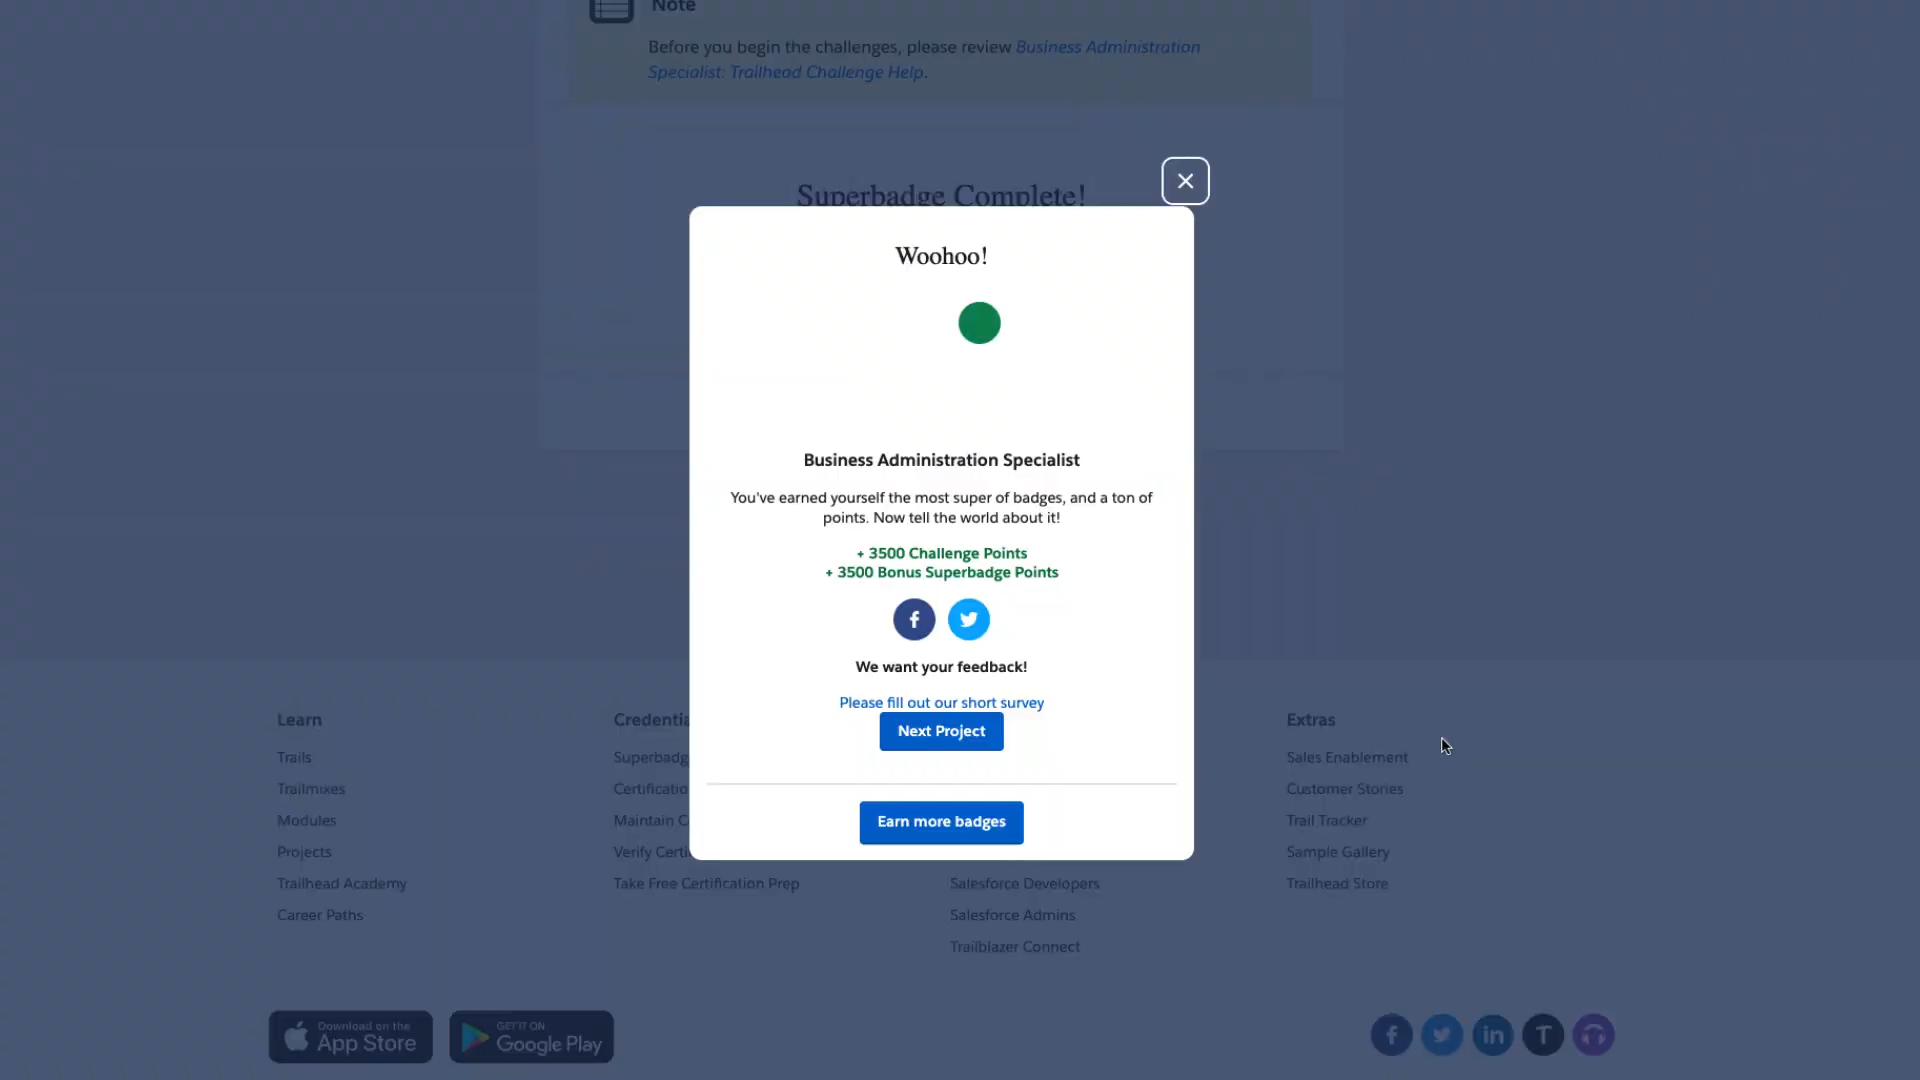 Note
Before you begin the challenges, please review Business Administration
Specialist: Trailhead Challenge Help.
Superbadge Complete!
Woohoo!
Business Administration Specialist
You've earned yourself the most super of badges, and a ton of
points. Now tell the world about it!
+ 3500 Challenge Points
+ 3500 Bonus Superbadge Points
We want your feedback!
Please fill out our short survey
Next Project
Earn more badges
Learn
Trails
Trailmixes
Modules
Projects
Trailhead Academy
Career Paths
Credentia
Superbadg
Certificatio
Maintain C
Verify Certi
Take Free Certification Prep
Salesforce Developers
Salesforce Admins
Trailblazer Connect
Extras
Sales Enablement
Customer Stories
Trail Tracker
Sample Gallery
Trailhead Store
Download on the
App Store
GET IT ON
Google Play